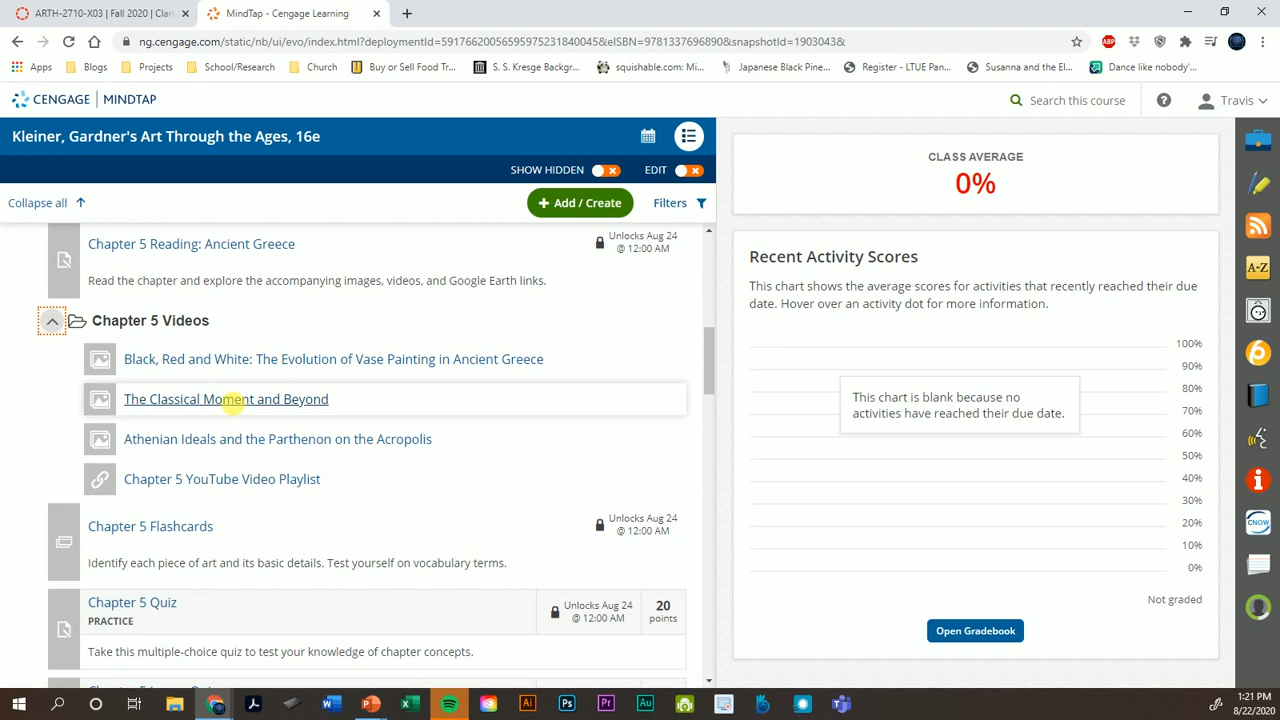 ARTH-2710-X03 | Fall 2020 | Clar
MindTap - Cengage Learning
ng.cengage.com/static/nb/ui/evo/index.html?deploymentId=5917662005659597523184004​5&eISBN=9781337696890&snapshotId=1903043&
Apps
Blogs
Projects
School/Research
Church
Buy or Sell Food Tr...
S. S. Kresge Backgr...
squishable.com: Mi...
Japanese Black Pine...
Register - LTUE Pan...
Susanna and the El...
Dance like nobody'...
CENGAGE | MINDTAP
Search this course
Travis
Kleiner, Gardner's Art Through the Ages, 16e
SHOW HIDDEN
EDIT
Collapse all
+ Add / Create
Filters
Chapter 5 Reading: Ancient Greece
Unlocks Aug 24
@ 12:00 AM
Read the chapter and explore the accompanying images, videos, and Google Earth links.
Chapter 5 Videos
Black, Red and White: The Evolution of Vase Painting in Ancient Greece
The Classical Moment and Beyond
Athenian Ideals and the Parthenon on the Acropolis
Chapter 5 YouTube Video Playlist
Chapter 5 Flashcards
Unlocks Aug 24
@ 12:00 AM
Identify each piece of art and its basic details. Test yourself on vocabulary terms.
Chapter 5 Quiz
PRACTICE
Unlocks Aug 24
@ 12:00 AM
20
points
Take this multiple-choice quiz to test your knowledge of chapter concepts.
CLASS AVERAGE
0%
Recent Activity Scores
This chart shows the average scores for activities that recently reached their due
date. Hover over an activity dot for more information.
100%
90%
80%
70%
60%
50%
40%
30%
20%
10%
0%
This chart is blank because no
activities have reached their due date.
Not graded
Open Gradebook
A-Z
CNOW
1:21 PM
8/22/2020